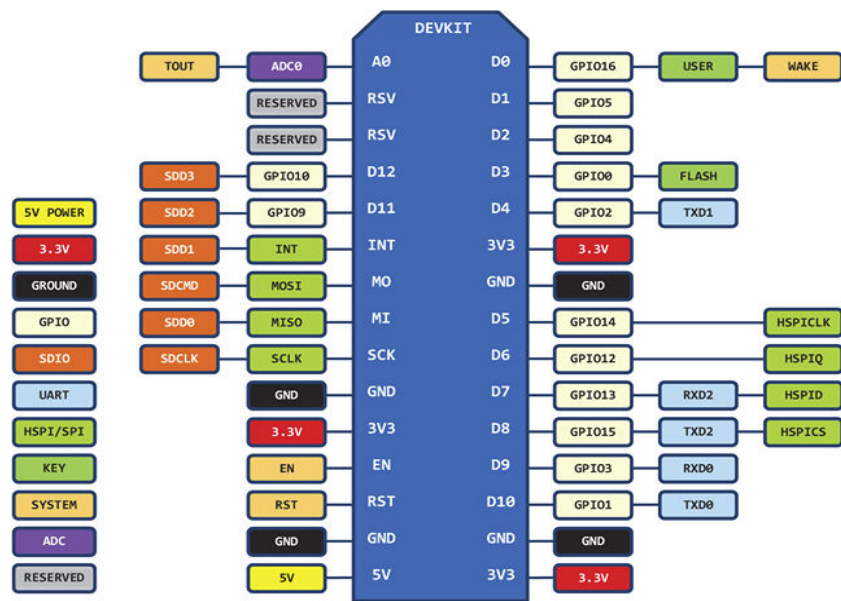 DEVKIT
TOUT ADC0 A0 D0 GPIO16 USER WAKE
RESERVED RSV D1 GPIO5
RESERVED RSV D2 GPIO4
SDD3 GPIO10 D12 D3 GPIO0 FLASH
5V POWER SDD2 GPIO9 D11 D4 GPIO2 TXD1
3.3V SDD1 INT INT 3V3 3.3V
GROUND SDCMD MOSI MO GND GND
GPIO SDD0 MISO MI D5 GPIO14 HSPICLK
SDIO SDCLK SCLK SCK D6 GPIO12 HSPIQ
UART GND GND D7 GPIO13 RXD2 HSPID
HSPI/SPI 3.3V 3V3 D8 GPIO15 TXD2 HSPICS
KEY EN EN D9 GPIO3 RXD0
SYSTEM RST RST D10 GPIO1 TXD0
ADC GND GND GND GND
RESERVED 5V 5V 3V3 3.3V